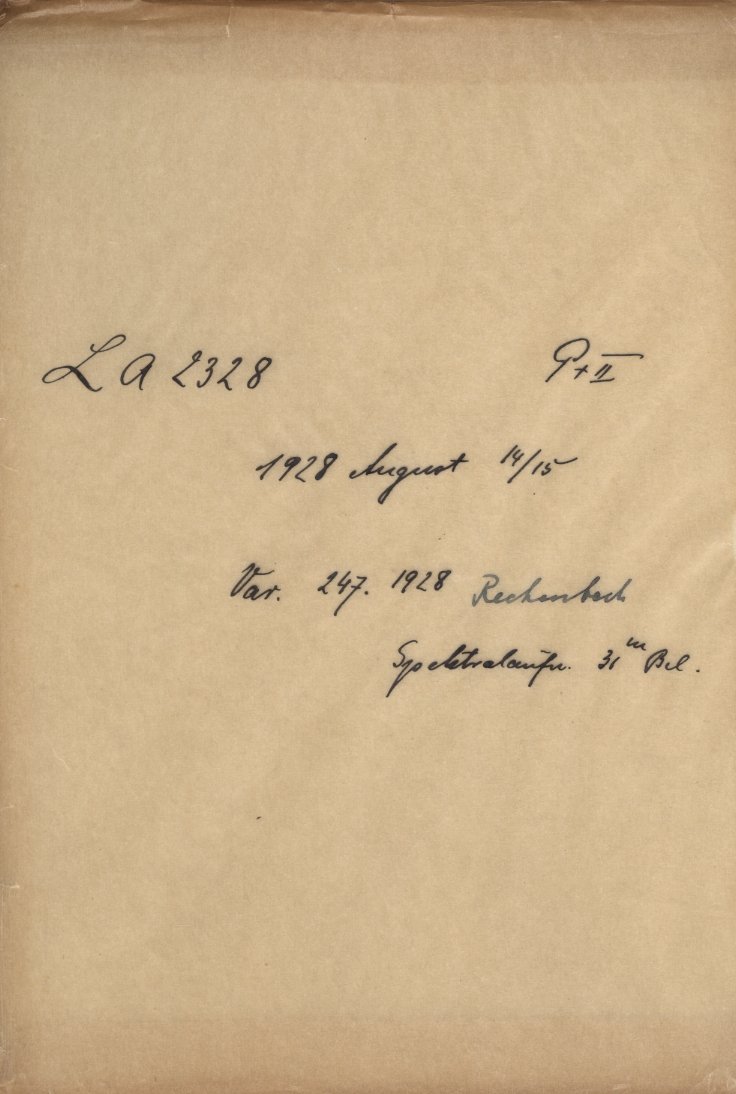 LA 2328 P+II
1928 August 14/15
Var. 247. 1928 Rechenbach
Spektralaufn. 31m Bel.